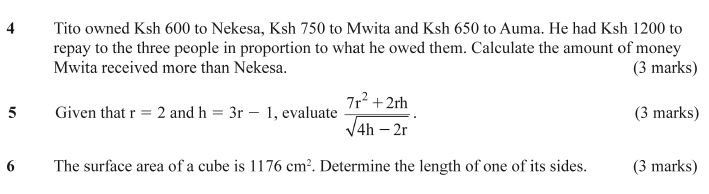 4 Tito owned Ksh 600 to Nekesa, Ksh 750 to Mwita and Ksh 650 to Auma. He had Ksh 1200 to
repay to the three people in proportion to what he owed them. Calculate the amount of money
Mwita received more than Nekesa. (3 marks)
5 Given that r = 2 and h = 3r − 1, evaluate (7r² + 2rh)/√(4h − 2r). (3 marks)
6 The surface area of a cube is 1176 cm². Determine the length of one of its sides. (3 marks)